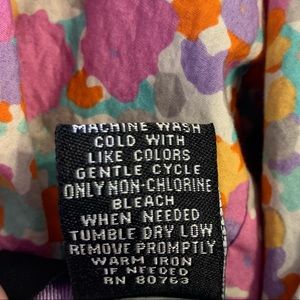 MACHINE WASH
COLD WITH
LIKE COLORS
GENTLE CYCLE
ONLY NON-CHLORINE
BLEACH
WHEN NEEDED
TUMBLE DRY LOW
REMOVE PROMPTLY
WARM IRON
IF NEEDED
RN 80763